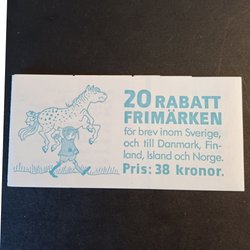 20 RABATT
FRIMÄRKEN
för brev inom Sverige,
och till Danmark, Fin-
land, Island och Norge.
Pris: 38 kronor.